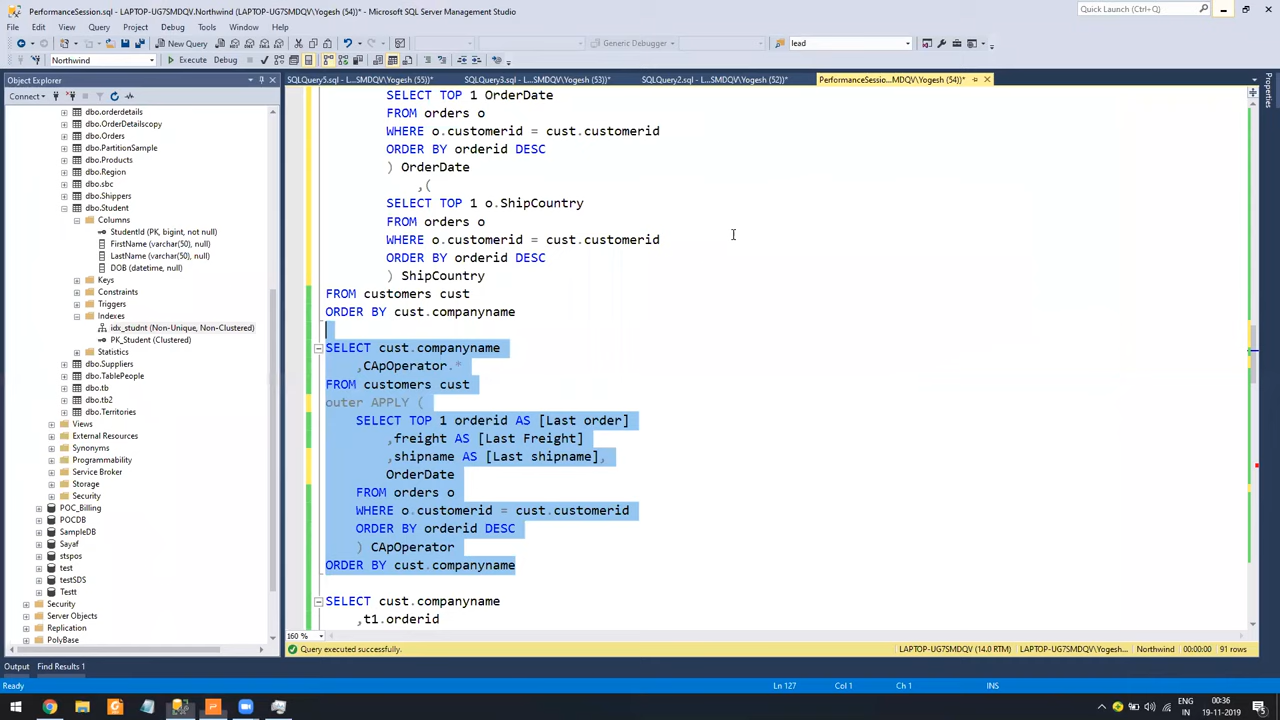 PerformanceSession.sql - LAPTOP-UG7SMDQV.Northwind (LAPTOP-UG7SMDQV\Yogesh (54))* - Microsoft SQL Server Management Studio
Quick Launch (Ctrl+Q)
File Edit View Query Project Debug Tools Window Help
New Query
Generic Debugger
lead
Northwind
Execute Debug
Object Explorer
SQLQuery5.sql - L...SMDQV\Yogesh (55))*
SQLQuery3.sql - L...SMDQV\Yogesh (53))*
SQLQuery2.sql - L...SMDQV\Yogesh (52))*
PerformanceSessio...MDQV\Yogesh (54))*
Properties
Connect
dbo.orderdetails
dbo.OrderDetailscopy
dbo.Orders
dbo.PartitionSample
dbo.Products
dbo.Region
dbo.sbc
dbo.Shippers
dbo.Student
Columns
StudentId (PK, bigint, not null)
FirstName (varchar(50), null)
LastName (varchar(50), null)
DOB (datetime, null)
Keys
Constraints
Triggers
Indexes
idx_studnt (Non-Unique, Non-Clustered)
PK_Student (Clustered)
Statistics
dbo.Suppliers
dbo.TablePeople
dbo.tb
dbo.tb2
dbo.Territories
Views
External Resources
Synonyms
Programmability
Service Broker
Storage
Security
POC_Billing
POCDB
SampleDB
Sayaf
stspos
test
testSDS
Testt
Security
Server Objects
Replication
PolyBase
SELECT TOP 1 OrderDate
FROM orders o
WHERE o.customerid = cust.customerid
ORDER BY orderid DESC
) OrderDate
,(
SELECT TOP 1 o.ShipCountry
FROM orders o
WHERE o.customerid = cust.customerid
ORDER BY orderid DESC
) ShipCountry
FROM customers cust
ORDER BY cust.companyname
SELECT cust.companyname
,CApOperator.*
FROM customers cust
outer APPLY (
SELECT TOP 1 orderid AS [Last order]
,freight AS [Last Freight]
,shipname AS [Last shipname],
OrderDate
FROM orders o
WHERE o.customerid = cust.customerid
ORDER BY orderid DESC
) CApOperator
ORDER BY cust.companyname
SELECT cust.companyname
,t1.orderid
160 %
Query executed successfully.
LAPTOP-UG7SMDQV (14.0 RTM)
LAPTOP-UG7SMDQV\Yogesh...
Northwind
00:00:00
91 rows
Output Find Results 1
Ready
Ln 127
Col 1
Ch 1
INS
ENG
IN
00:36
19-11-2019
5